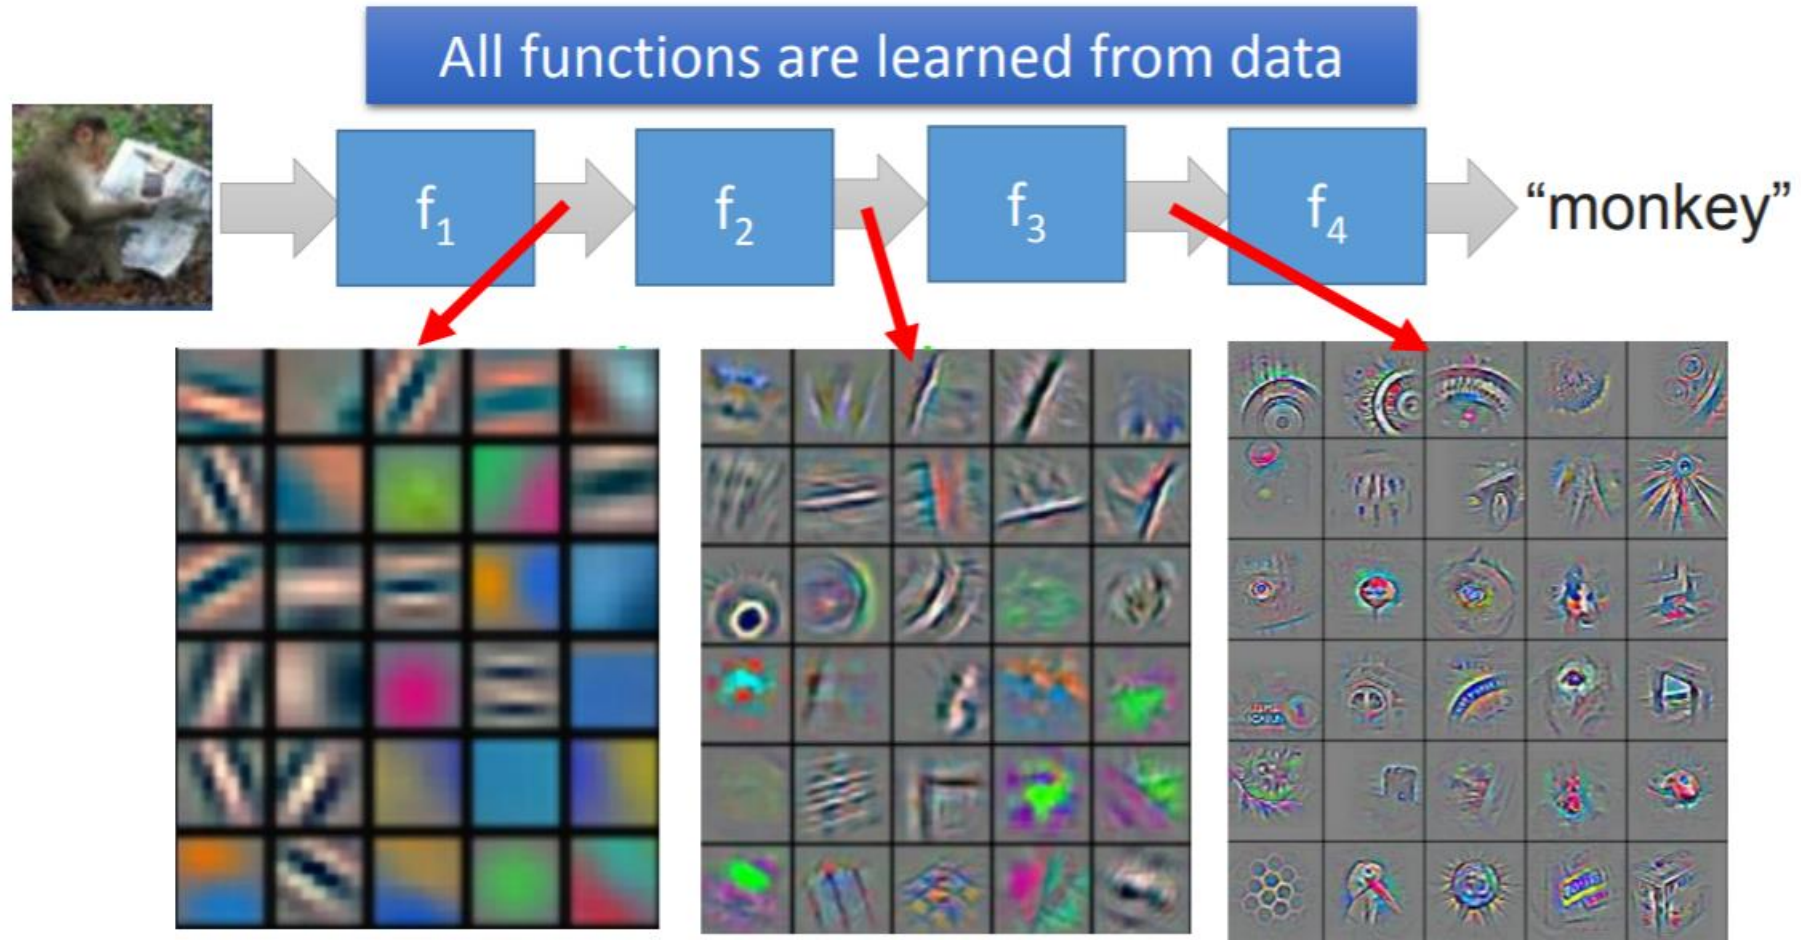 All functions are learned from data
f₁
f₂
f₃
f₄
“monkey”